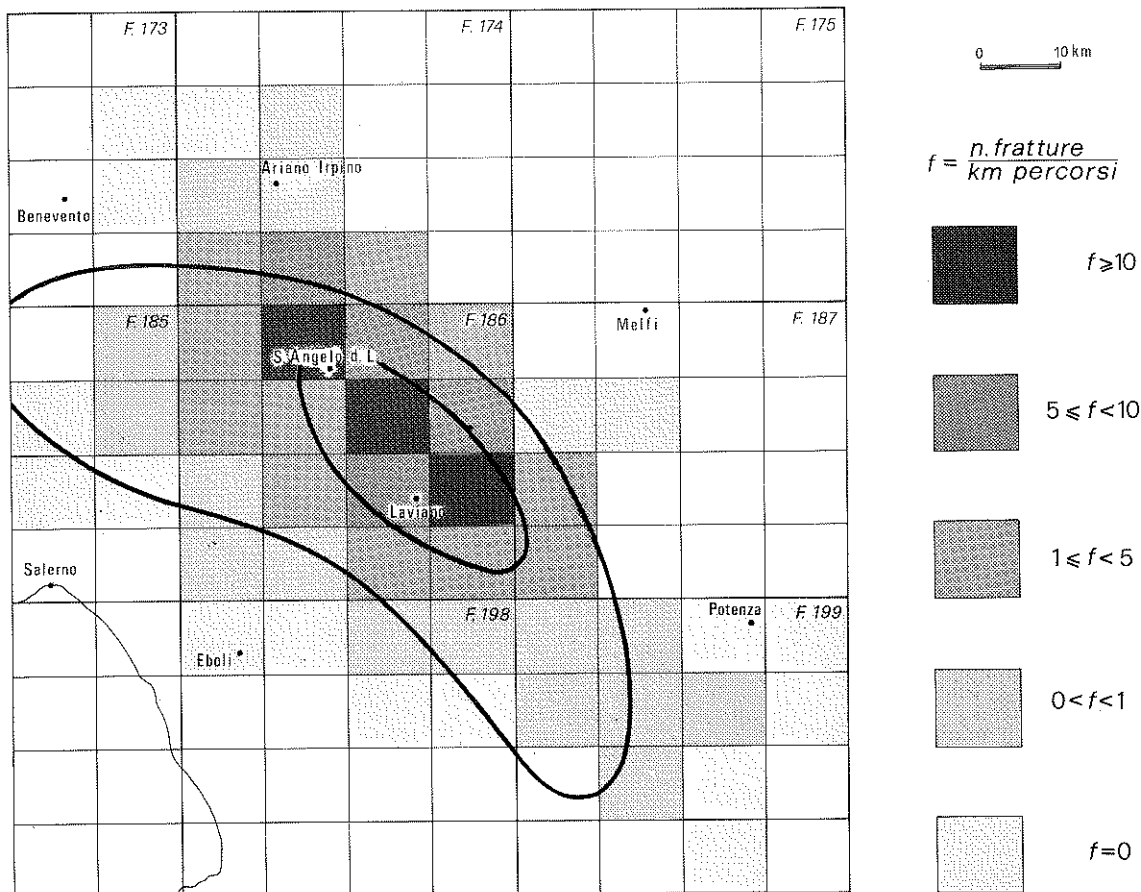 F. 173
F. 174
F. 175
0 10 km
Ariano Irpino
f = n. fratture
km percorsi
Benevento
f ⩾ 10
F. 185
F. 186
Melfi
F. 187
S. Angelo d. L.
5 ⩽ f < 10
Laviano
1 ⩽ f < 5
Salerno
F. 198
Potenza
F. 199
Eboli
0 < f < 1
f = 0